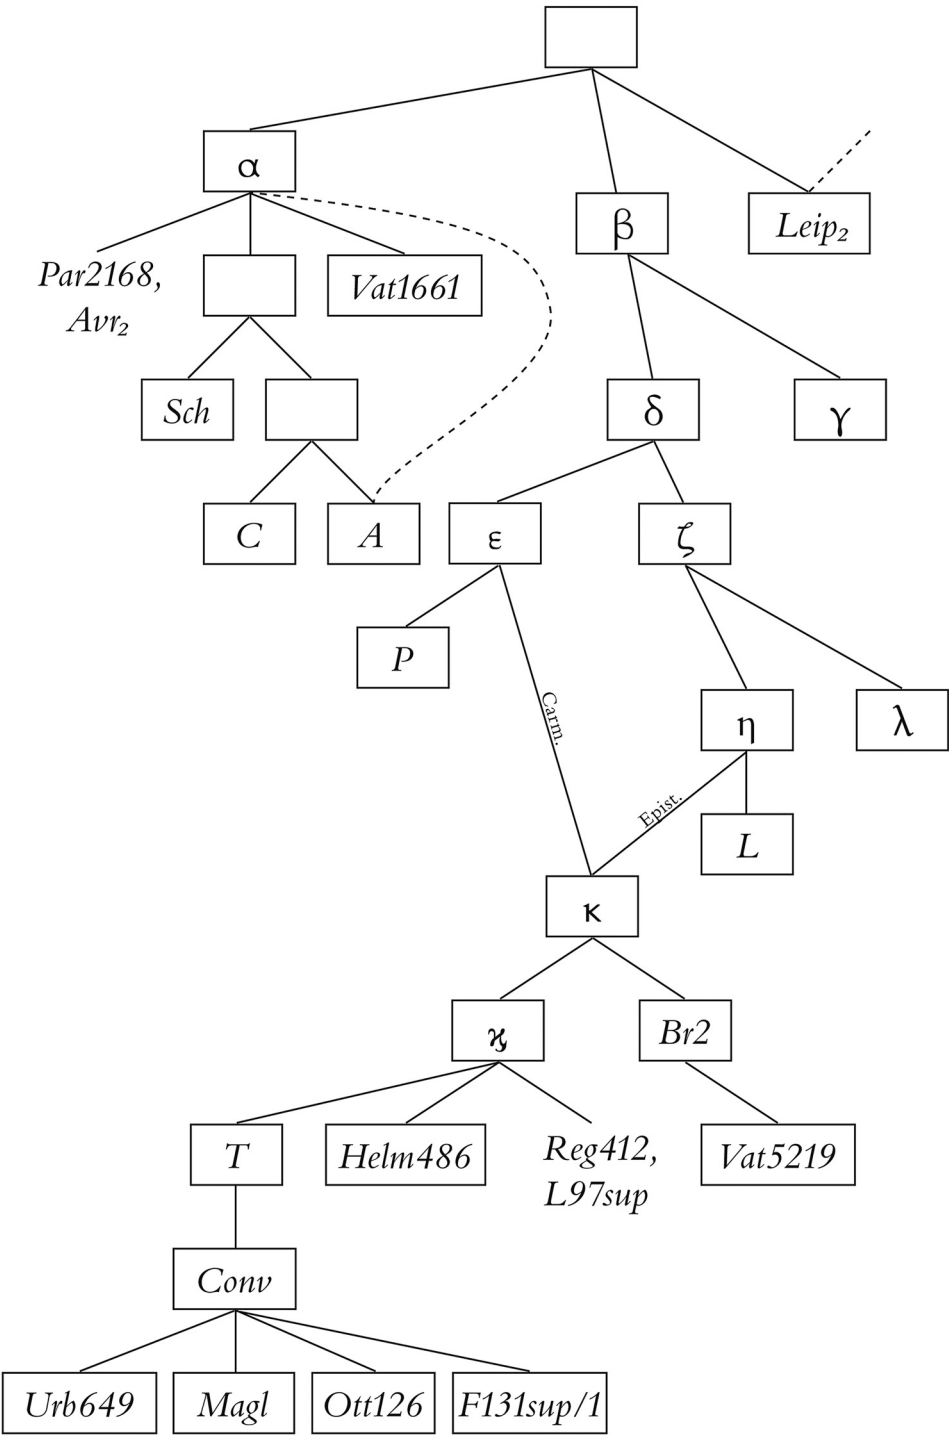 α
β
Leip₂
Par2168,
Avr₂
Vat1661
Sch
δ
γ
C
A
ε
ζ
P
Carm.
η
λ
Epist.
L
κ
ϗ
Br2
T
Helm486
Reg412,
L97sup
Vat5219
Conv
Urb649
Magl
Ott126
F131sup/1